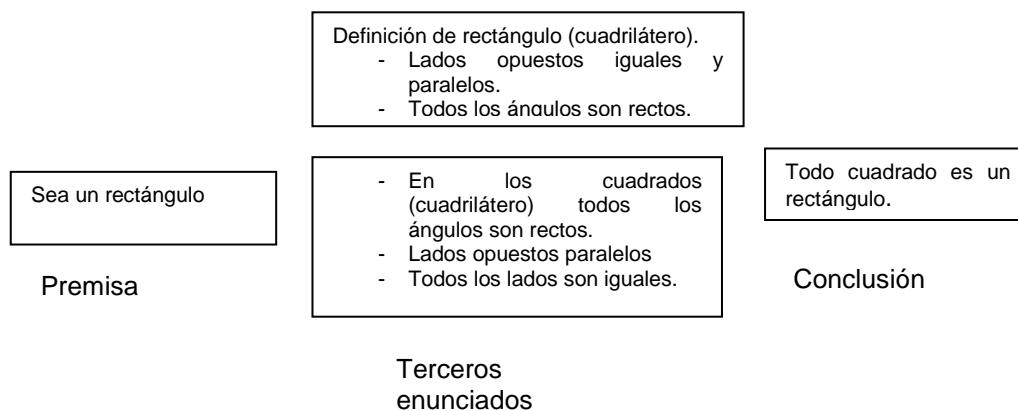 Definición de rectángulo (cuadrilátero).
- Lados opuestos iguales y
paralelos.
- Todos los ángulos son rectos.
Sea un rectángulo
Premisa
- En los cuadrados
(cuadrilátero) todos los
ángulos son rectos.
- Lados opuestos paralelos
- Todos los lados son iguales.
Terceros
enunciados
Todo cuadrado es un
rectángulo.
Conclusión